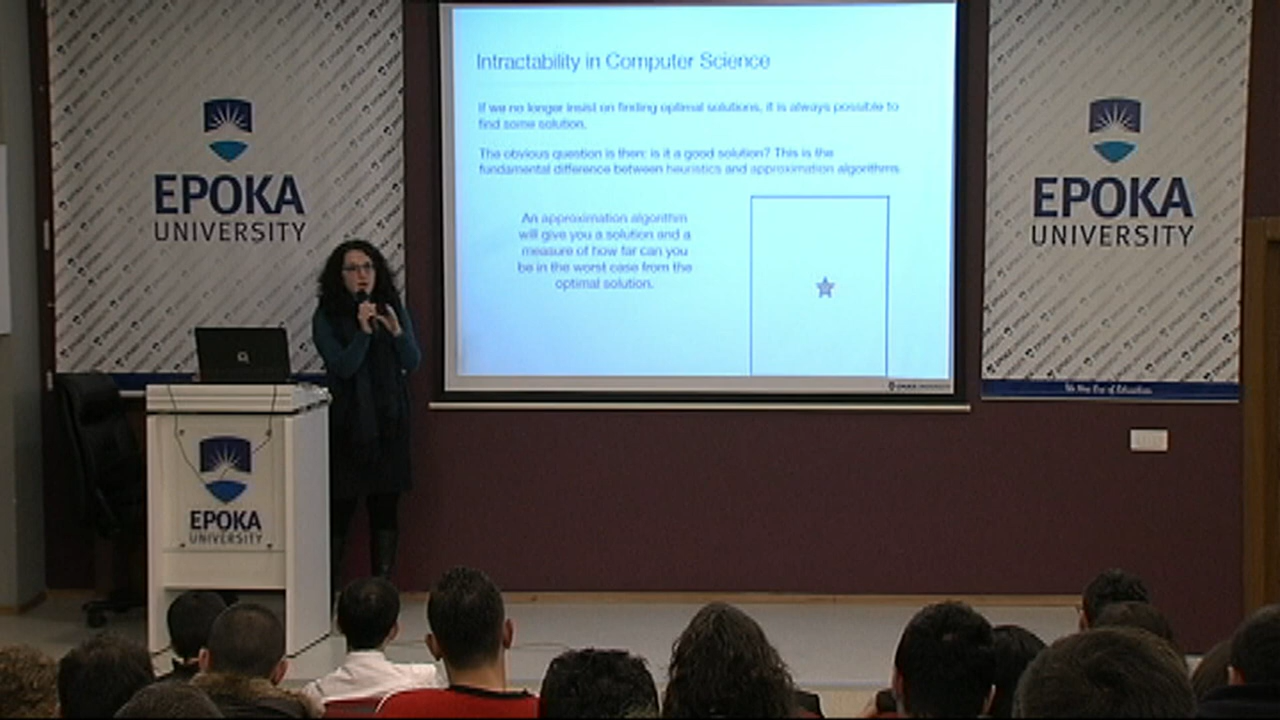 EPOKA
UNIVERSITY
Intractability in Computer Science
If we no longer insist on finding optimal solutions, it is always possible to
find some solution.
The obvious question is then: is it a good solution? This is the
fundamental difference between heuristics and approximation algorithms.
An approximation algorithm
will give you a solution and a
measure of how far can you
be in the worst case from the
optimal solution.
EPOKA UNIVERSITY
EPOKA
UNIVERSITY
EPOKA
UNIVERSITY